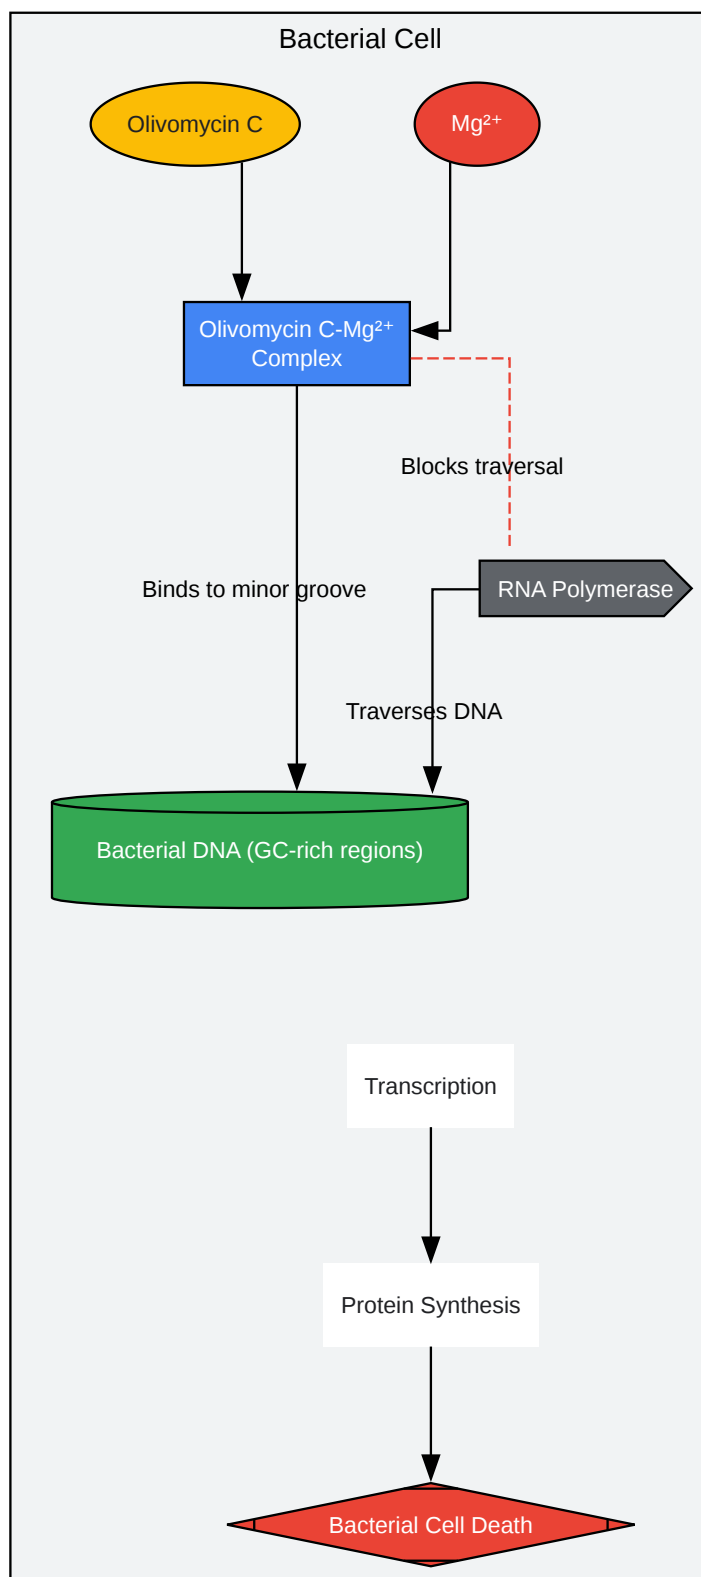 Bacterial Cell
Olivomycin C
Mg²⁺
Olivomycin C-Mg²⁺
Complex
Blocks traversal
Binds to minor groove
RNA Polymerase
Traverses DNA
Bacterial DNA (GC-rich regions)
Transcription
Protein Synthesis
Bacterial Cell Death